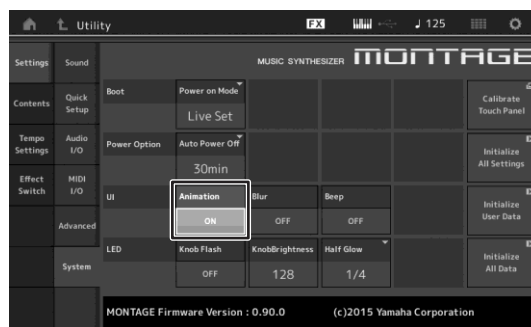 Utility
FX
125
Settings
Sound
MUSIC SYNTHESIZER MONTAGE
Contents
Quick
Setup
Boot
Power on Mode
Live Set
Calibrate
Touch Panel
Tempo
Settings
Audio
I/O
Power Option
Auto Power Off
30min
Initialize
All Settings
Effect
Switch
MIDI
I/O
UI
Animation
ON
Blur
OFF
Beep
OFF
Initialize
User Data
Advanced
LED
Knob Flash
OFF
KnobBrightness
128
Half Glow
1/4
Initialize
All Data
System
MONTAGE Firmware Version : 0.90.0
(c)2015 Yamaha Corporation